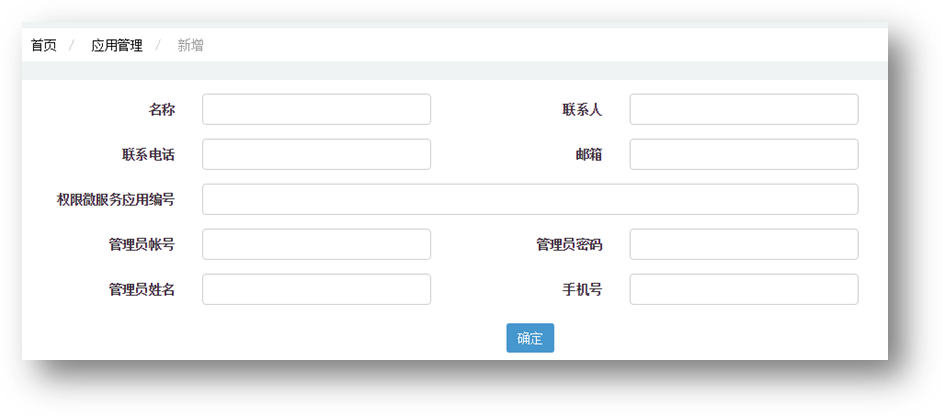 首页 / 应用管理 / 新增
名称 联系人
联系电话 邮箱
权限微服务应用编号
管理员帐号 管理员密码
管理员姓名 手机号
确定